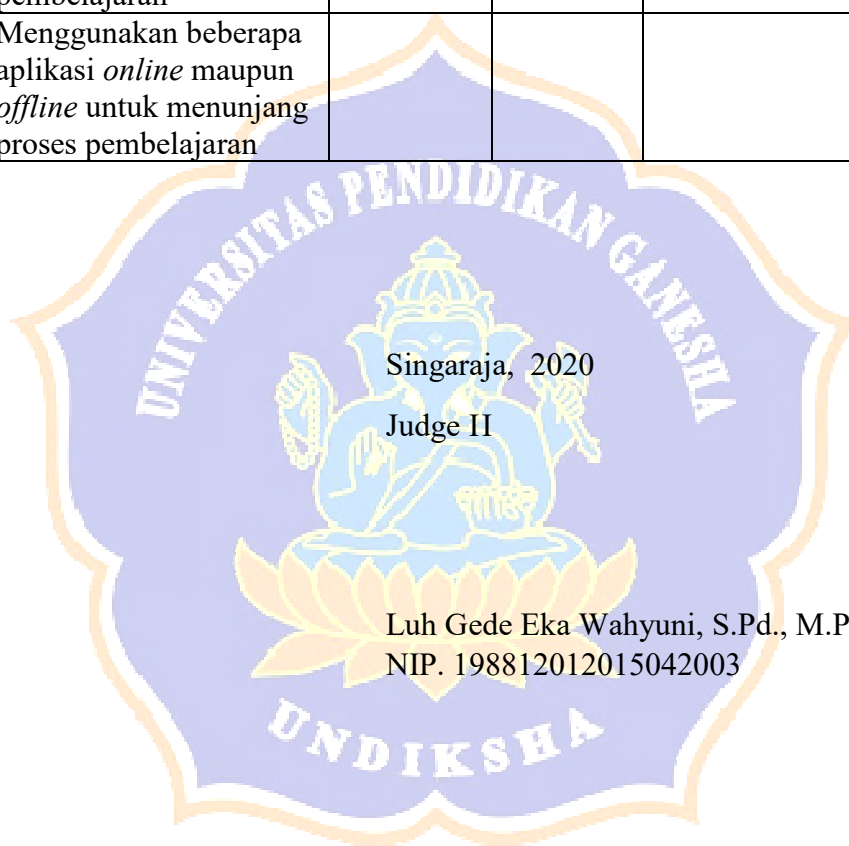 pembelajaran
Menggunakan beberapa
aplikasi online maupun
offline untuk menunjang
proses pembelajaran
UNIVERSITAS PENDIDIKAN GANESHA
Singaraja, 2020
Judge II
Luh Gede Eka Wahyuni, S.Pd., M.P
NIP. 198812012015042003
UNDIKSHA